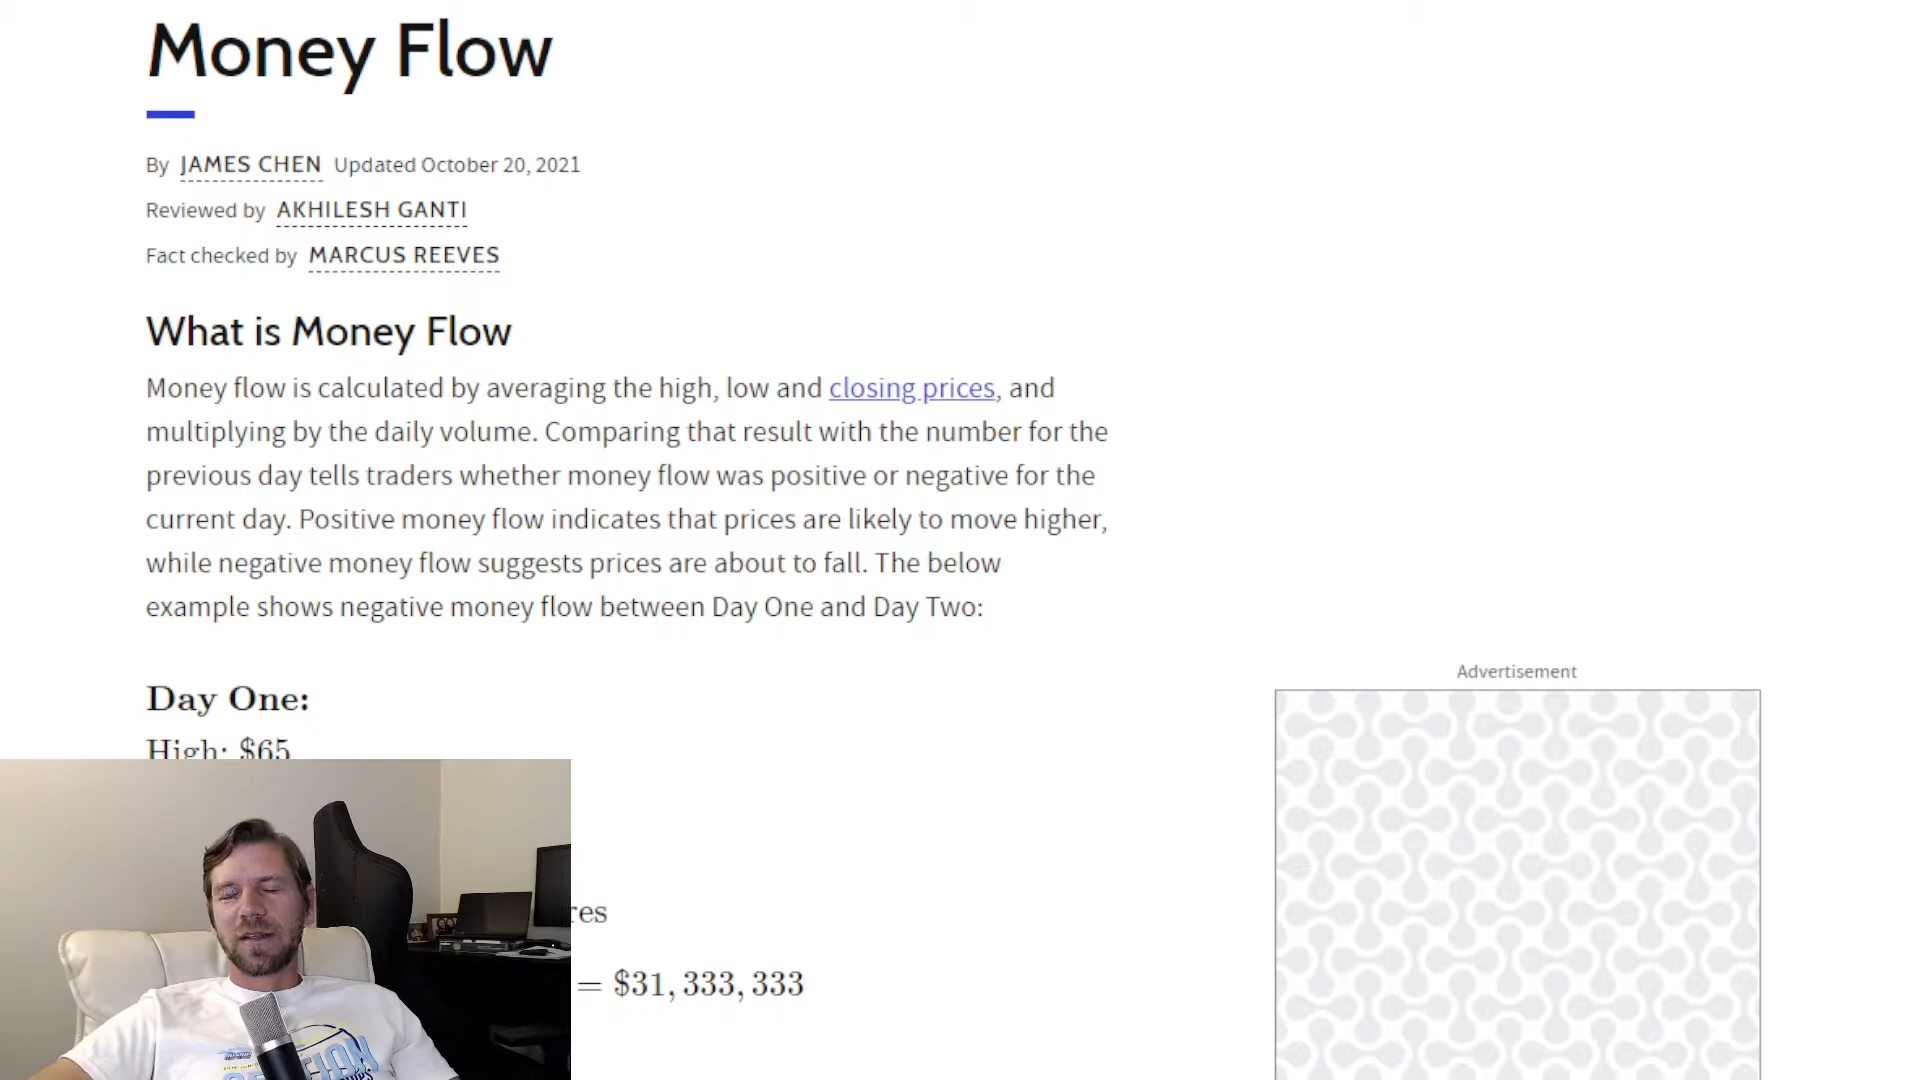 Money Flow
By JAMES CHEN Updated October 20, 2021
Reviewed by AKHILESH GANTI
Fact checked by MARCUS REEVES
What is Money Flow
Money flow is calculated by averaging the high, low and closing prices, and
multiplying by the daily volume. Comparing that result with the number for the
previous day tells traders whether money flow was positive or negative for the
current day. Positive money flow indicates that prices are likely to move higher,
while negative money flow suggests prices are about to fall. The below
example shows negative money flow between Day One and Day Two:
Advertisement
Day One:
High: $65
res
= $31,333,333